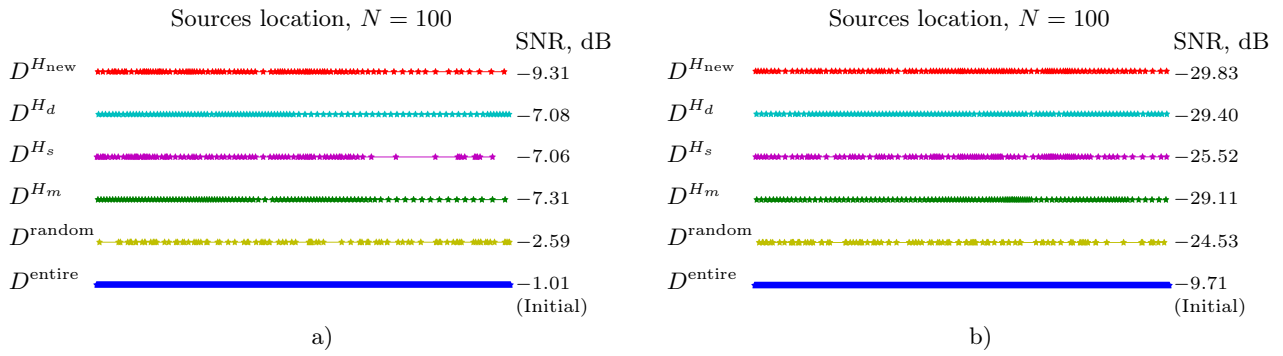 Sources location, N = 100
SNR, dB
D^{H_new} −9.31
D^{H_d} −7.08
D^{H_s} −7.06
D^{H_m} −7.31
D^{random} −2.59
D^{entire} −1.01
(Initial)
a)
Sources location, N = 100
SNR, dB
D^{H_new} −29.83
D^{H_d} −29.40
D^{H_s} −25.52
D^{H_m} −29.11
D^{random} −24.53
D^{entire} −9.71
(Initial)
b)